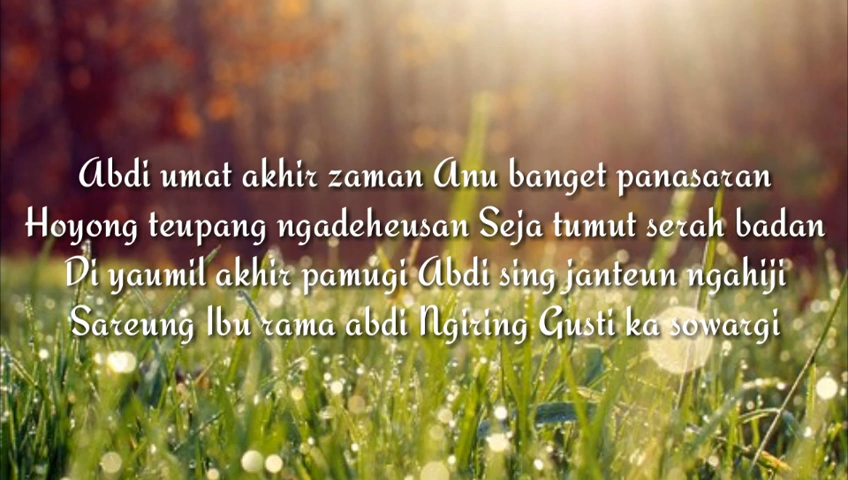 Abdi umat akhir zaman Anu banget panasaran
Hoyong teupang ngadeheusan Seja tumut serah badan
Di yaumil akhir pamugi Abdi sing janteun ngahiji
Sareung Ibu rama abdi Ngiring Gusti ka sowargi